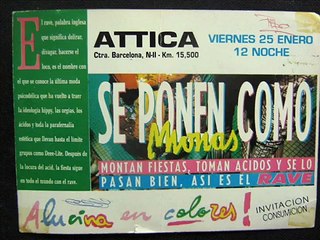 El rave, palabra inglesa
que significa delirar,
divagar, hacerse el
loco, es el nombre con
el que se conoce la última moda
psicodélica que ha vuelto a traer
la ideología hippy, las orgías, los
ácidos y toda la parafernalia
estética que llevan hasta el límite
grupos como Deee-Lite. Después de
la locura del acid, la fiesta sigue
en todo el mundo con el rave.
ATTICA
Ctra. Barcelona, N-II - Km. 15,500
VIERNES 25 ENERO
12 NOCHE
SE PONEN COMO
Monas
MONTAN FIESTAS, TOMAN ACIDOS Y SE LO
PASAN BIEN, ASI ES EL RAVE
Alucina en colores!
INVITACION
CONSUMICION